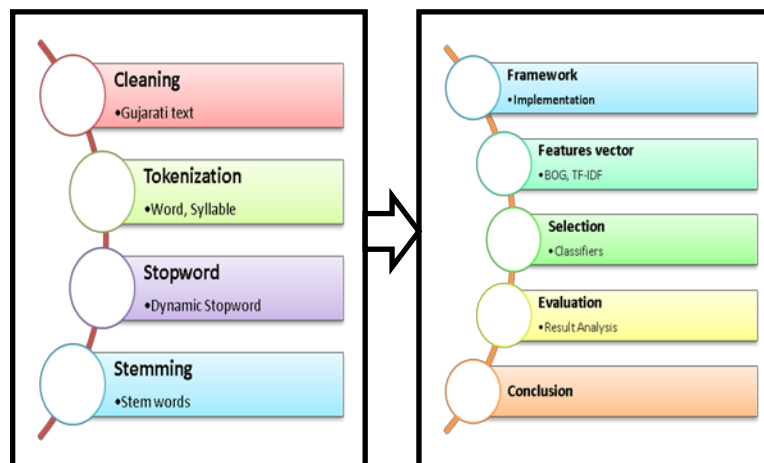 Cleaning
•Gujarati text
Tokenization
•Word, Syllable
Stopword
•Dynamic Stopword
Stemming
•Stem words
Framework
•Implementation
Features vector
•BOG, TF-IDF
Selection
•Classifiers
Evaluation
•Result Analysis
Conclusion